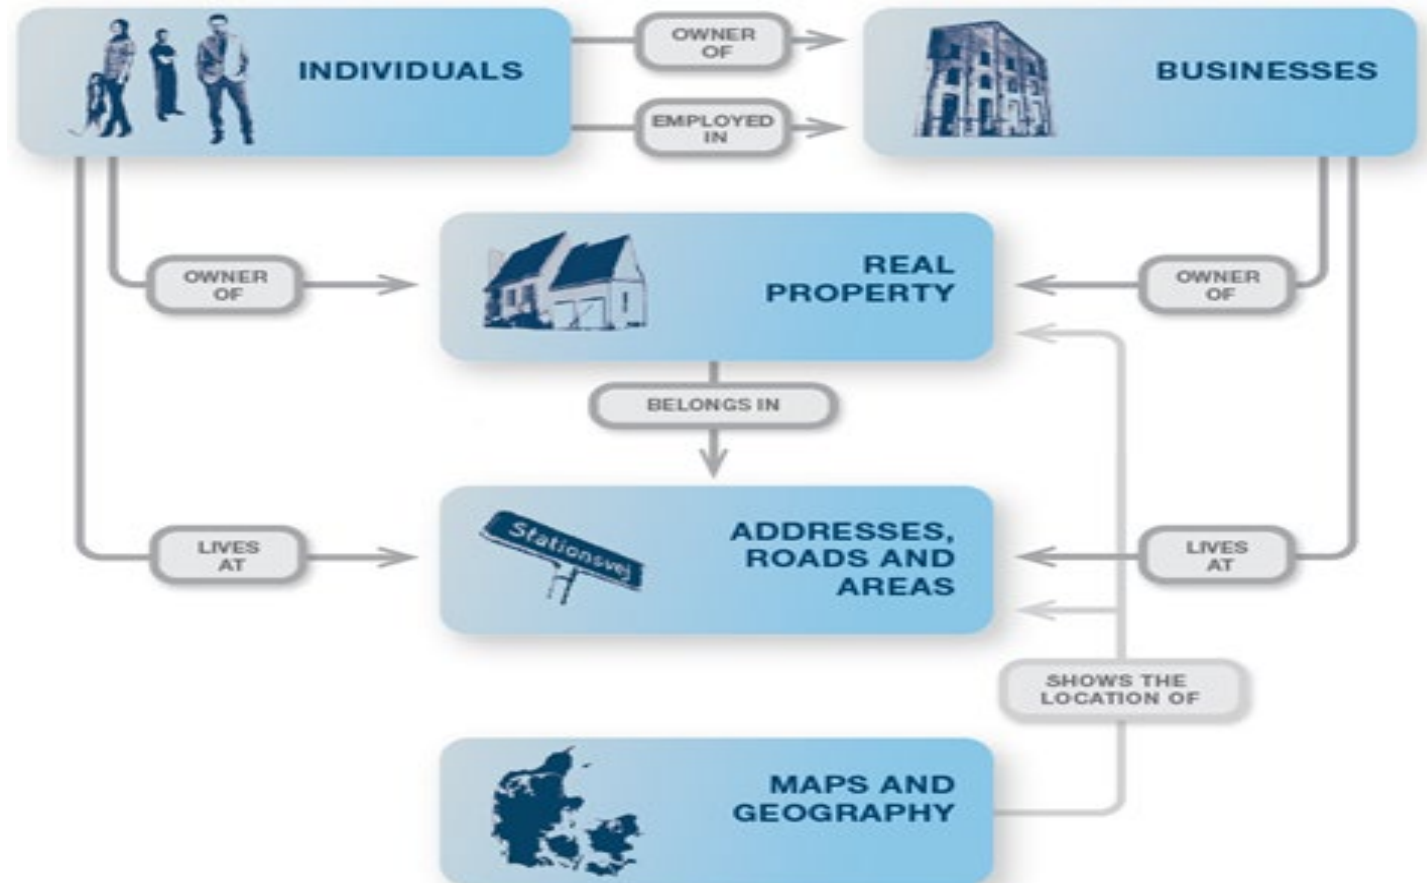 INDIVIDUALS
OWNER
OF
EMPLOYED
IN
BUSINESSES
OWNER
OF
REAL
PROPERTY
OWNER
OF
BELONGS IN
LIVES
AT
Stationsvej
ADDRESSES,
ROADS AND
AREAS
LIVES
AT
SHOWS THE
LOCATION OF
MAPS AND
GEOGRAPHY